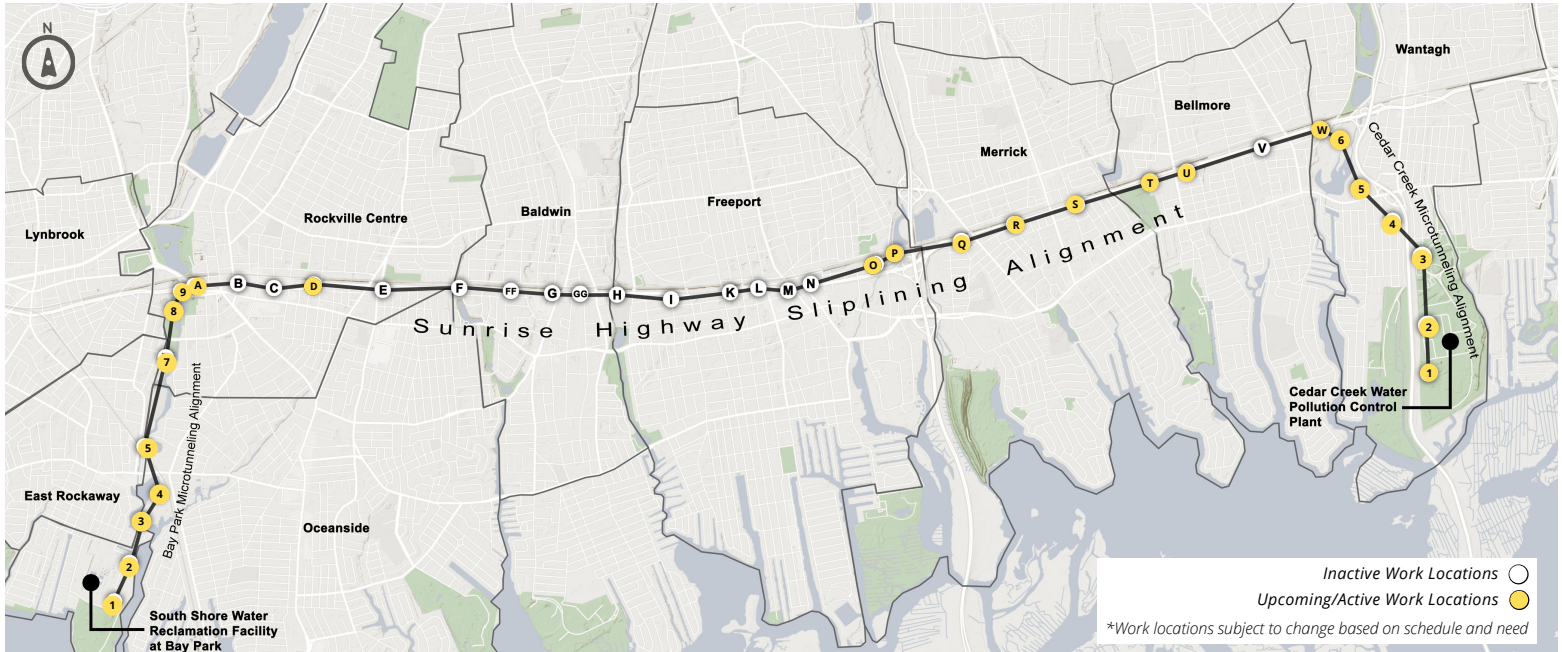 N
Wantagh
Bellmore
Merrick
Freeport
Baldwin
Rockville Centre
Lynbrook
East Rockaway
Oceanside
1
2
3
4
5
7
8
9
A
B
C
D
E
F
FF
G
GG
H
I
K
L
M
N
O
P
Q
R
S
T
U
V
W
6
5
4
3
2
1
Bay Park Microtunneling Alignment
Sunrise Highway Sliplining Alignment
Cedar Creek Microtunneling Alignment
Cedar Creek Water
Pollution Control
Plant
South Shore Water
Reclamation Facility
at Bay Park
Inactive Work Locations
Upcoming/Active Work Locations
*Work locations subject to change based on schedule and need